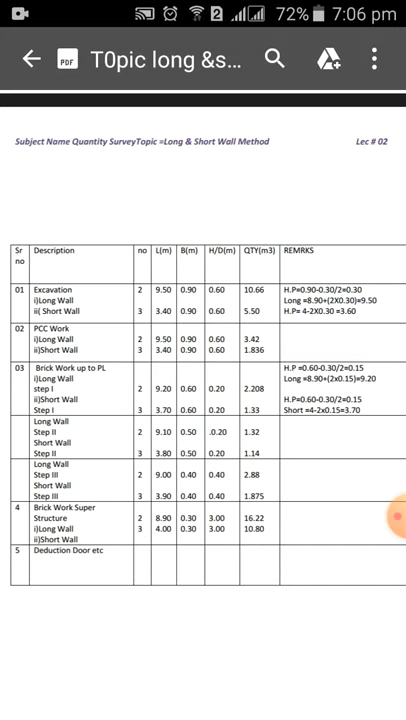 2 72% 7:06 pm
PDF T0pic long &s...
Subject Name Quantity SurveyTopic =Long & Short Wall Method Lec # 02
Sr no Description no L(m) B(m) H/D(m) QTY(m3) REMRKS
01 Excavation H.P=0.90-0.30/2=0.30
i)Long Wall 2 9.50 0.90 0.60 10.66 Long =8.90+(2X0.30)=9.50
ii( Short Wall 3 3.40 0.90 0.60 5.50 H.P= 4-2X0.30 =3.60
02 PCC Work
i)Long Wall 2 9.50 0.90 0.60 3.42
ii)Short Wall 3 3.40 0.90 0.60 1.836
03 Brick Work up to PL H.P =0.60-0.30/2=0.15
i)Long Wall Long =8.90+(2x0.15)=9.20
step I 2 9.20 0.60 0.20 2.208
ii)Short Wall H.P=0.60-0.30/2=0.15
Step I 3 3.70 0.60 0.20 1.33 Short =4-2x0.15=3.70
Long Wall
Step II 2 9.10 0.50 .0.20 1.32
Short Wall
Step II 3 3.80 0.50 0.20 1.14
Long Wall
Step III 2 9.00 0.40 0.40 2.88
Short Wall
Step III 3 3.90 0.40 0.40 1.875
4 Brick Work Super
Structure 2 8.90 0.30 3.00 16.22
i)Long Wall 3 4.00 0.30 3.00 10.80
ii)Short Wall
5 Deduction Door etc